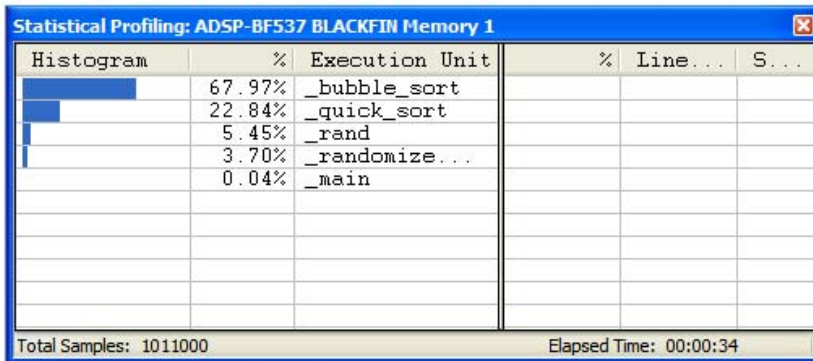 Statistical Profiling: ADSP-BF537 BLACKFIN Memory 1
Histogram % Execution Unit % Line... S...
67.97% _bubble_sort
22.84% _quick_sort
5.45% _rand
3.70% _randomize...
0.04% _main
Total Samples: 1011000 Elapsed Time: 00:00:34